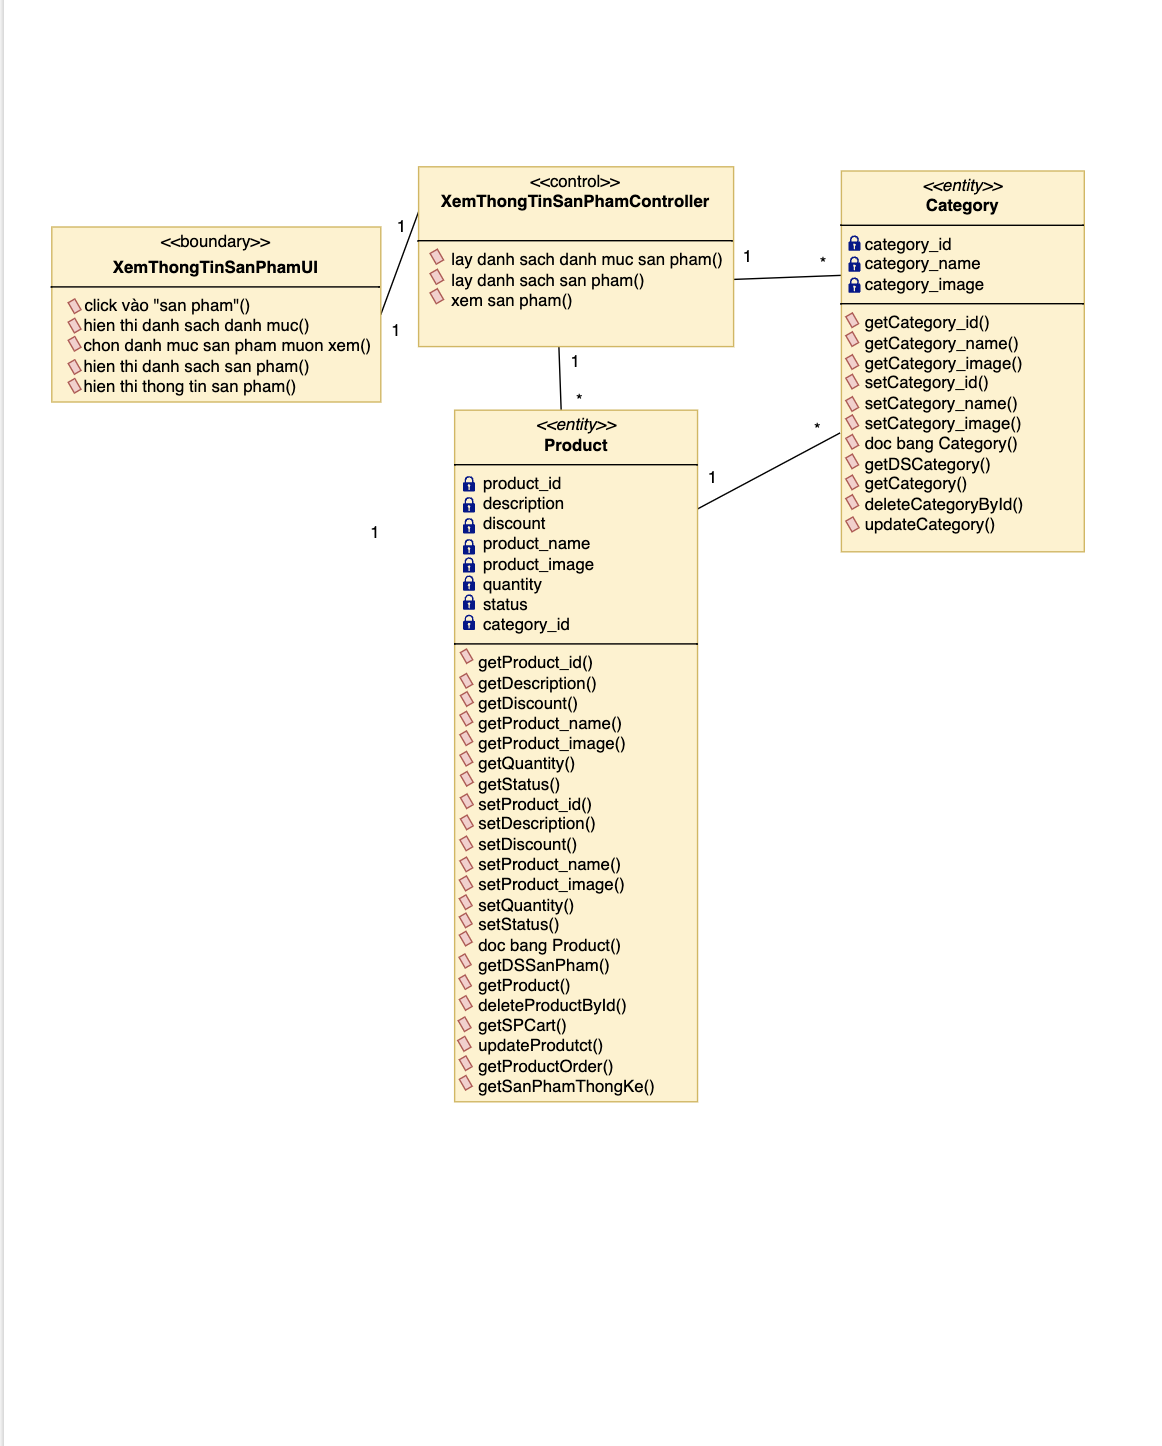 <<boundary>>
XemThongTinSanPhamUI
click vào "san pham"()
hien thi danh sach danh muc()
chon danh muc san pham muon xem()
hien thi danh sach san pham()
hien thi thong tin san pham()
1
1
<<control>>
XemThongTinSanPhamController
lay danh sach danh muc san pham()
lay danh sach san pham()
xem san pham()
1
*
<<entity>>
Category
category_id
category_name
category_image
getCategory_id()
getCategory_name()
getCategory_image()
setCategory_id()
setCategory_name()
setCategory_image()
doc bang Category()
getDSCategory()
getCategory()
deleteCategoryById()
updateCategory()
1
*
*
1
1
<<entity>>
Product
product_id
description
discount
product_name
product_image
quantity
status
category_id
getProduct_id()
getDescription()
getDiscount()
getProduct_name()
getProduct_image()
getQuantity()
getStatus()
setProduct_id()
setDescription()
setDiscount()
setProduct_name()
setProduct_image()
setQuantity()
setStatus()
doc bang Product()
getDSSanPham()
getProduct()
deleteProductById()
getSPCart()
updateProdutct()
getProductOrder()
getSanPhamThongKe()